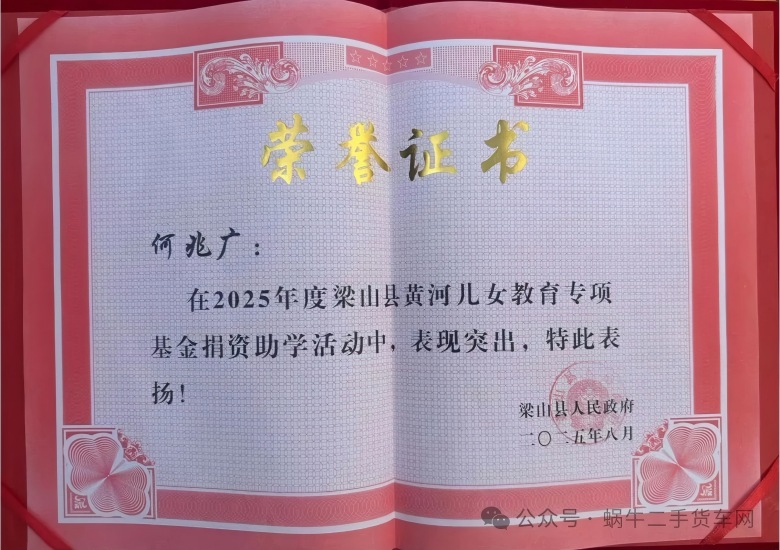 荣誉证书
何兆广：
在2025年度梁山县黄河儿女教育专项
基金捐资助学活动中，表现突出，特此表
扬！
梁山县人民政府
二〇二五年八月
公众号·蜗牛二手货车网